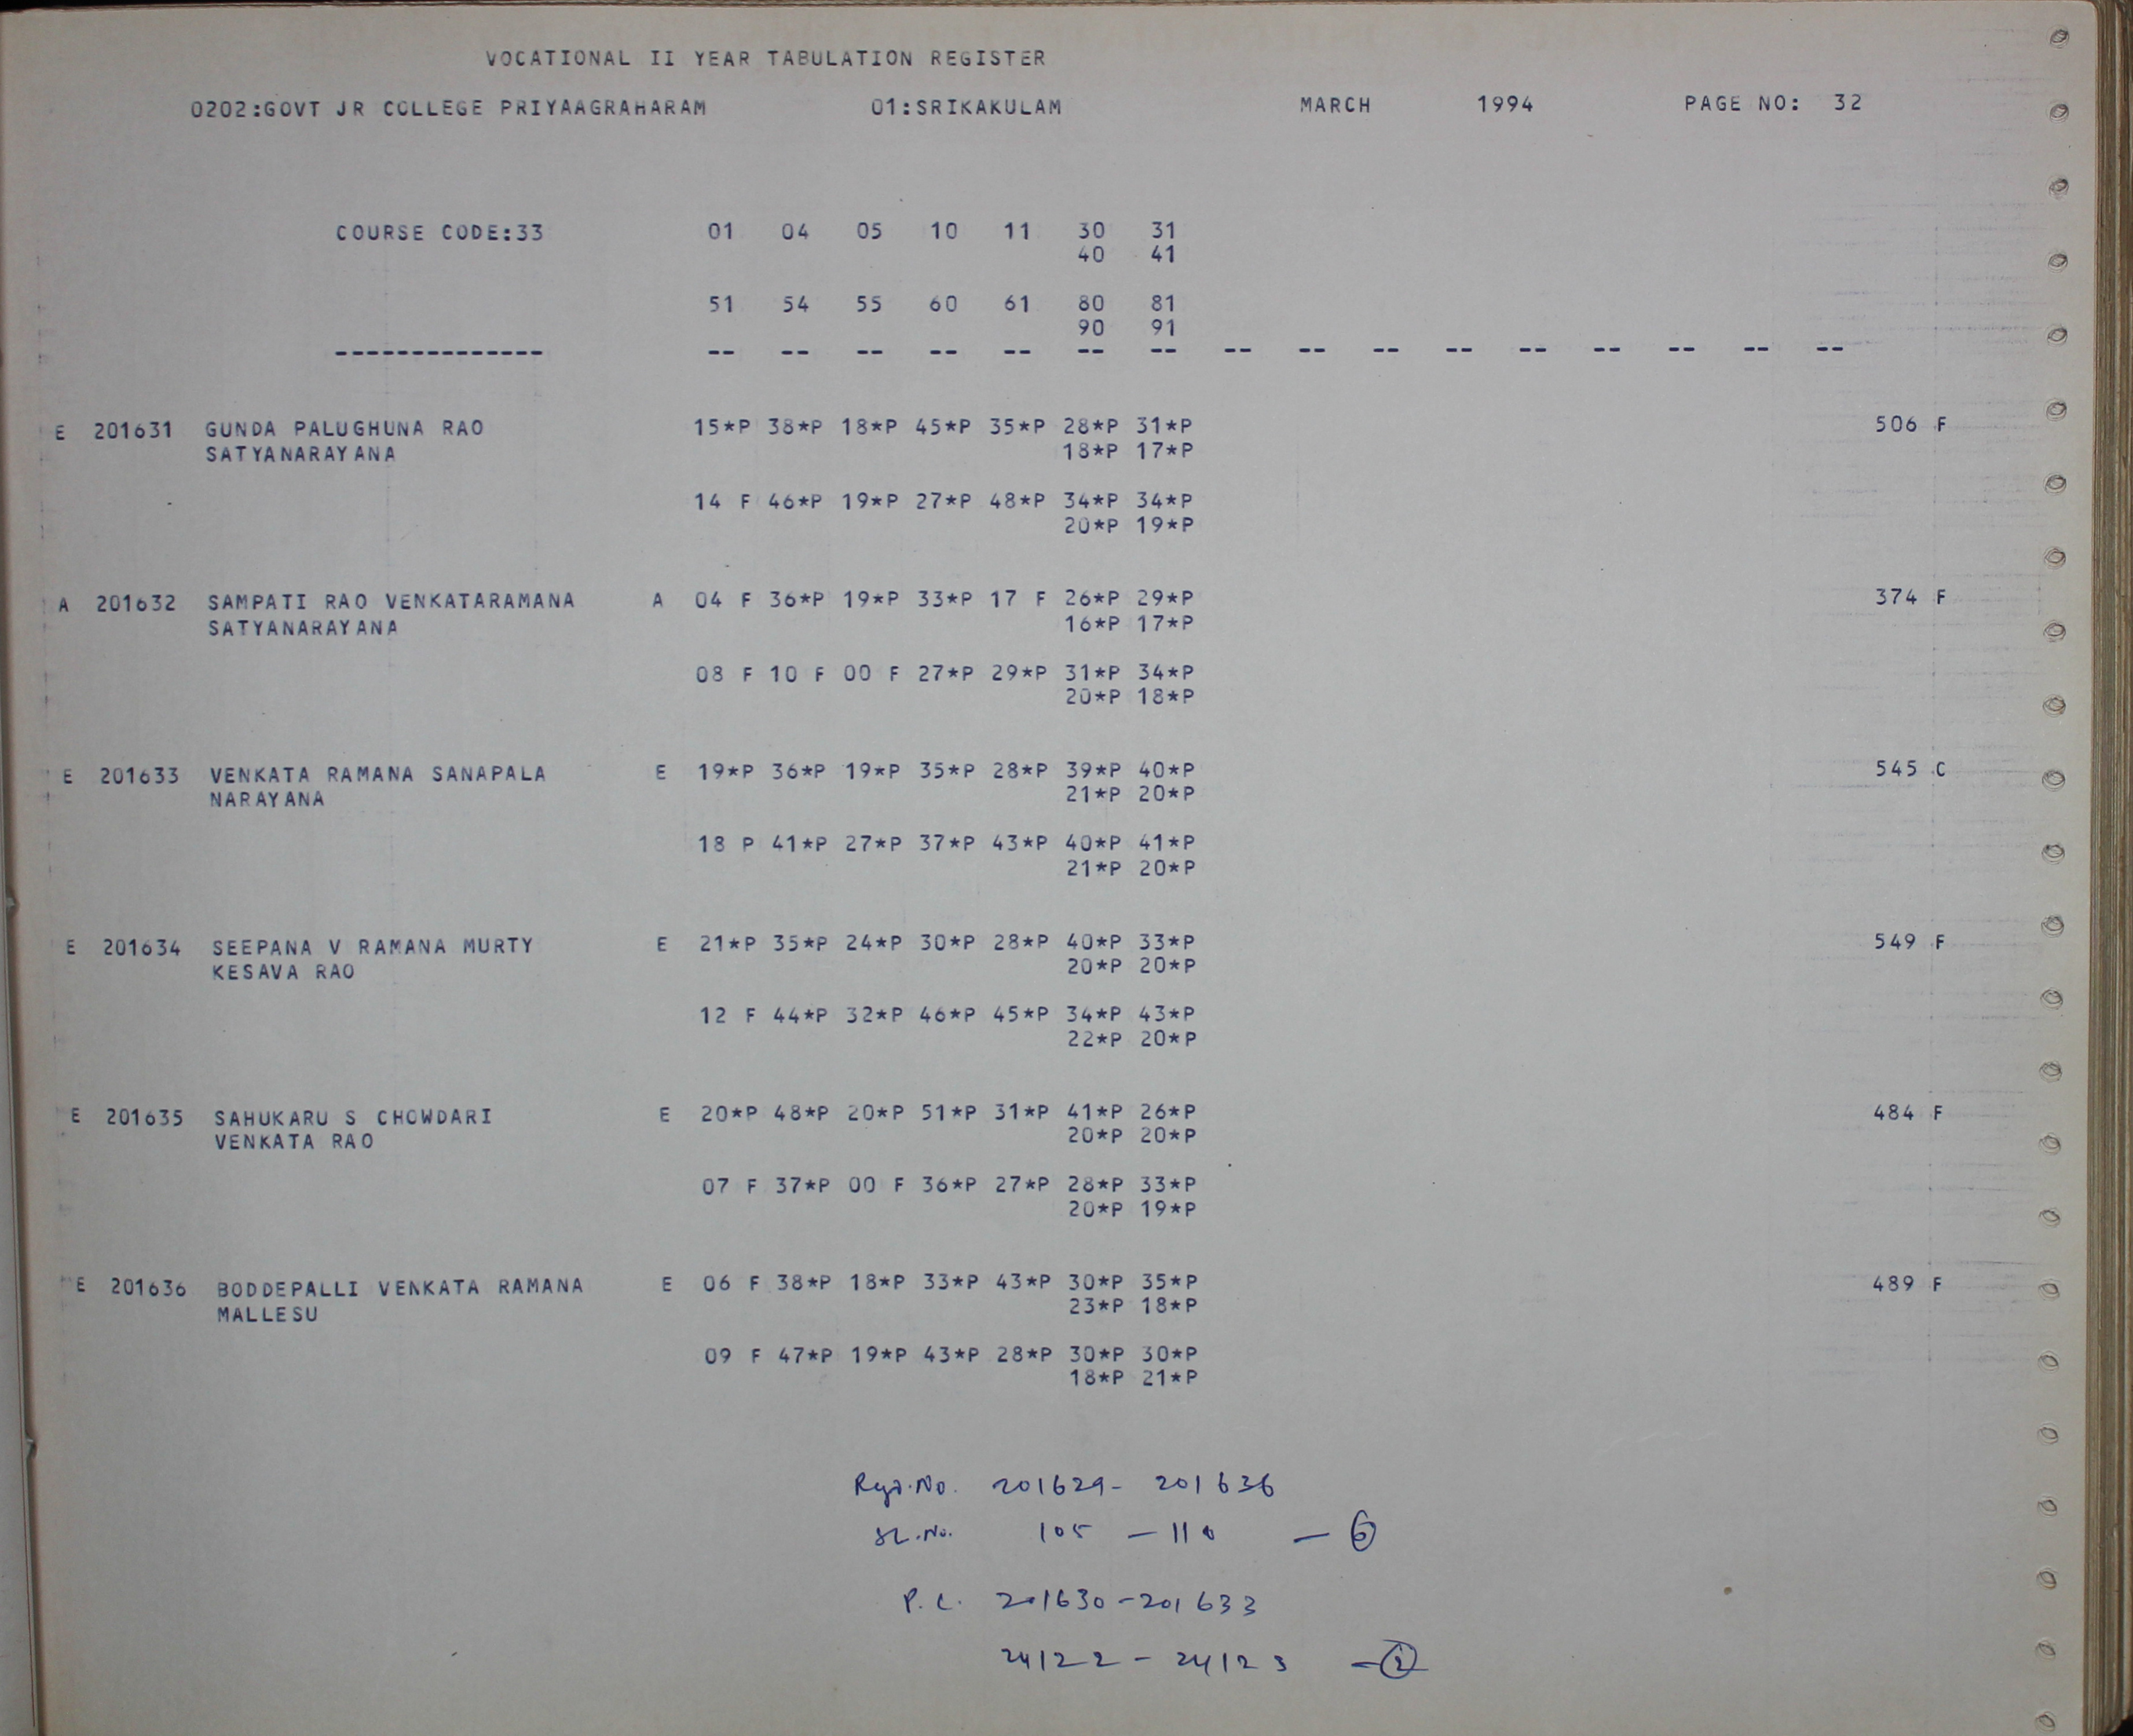 VOCATIONAL II YEAR TABULATION REGISTER
0202:GOVT JR COLLEGE PRIYAAGRAHARAM 01:SRIKAKULAM MARCH 1994 PAGE NO: 32
COURSE CODE:33 01 04 05 10 11 30 31
40 41
51 54 55 60 61 80 81
90 91
-------------- -- -- -- -- -- -- -- -- -- -- -- -- -- -- -- --
E 201631 GUNDA PALUGHUNA RAO 15*P 38*P 18*P 45*P 35*P 28*P 31*P 506 F
SATYANARAYANA 18*P 17*P
14 F 46*P 19*P 27*P 48*P 34*P 34*P
20*P 19*P
A 201632 SAMPATI RAO VENKATARAMANA A 04 F 36*P 19*P 33*P 17 F 26*P 29*P 374 F
SATYANARAYANA 16*P 17*P
08 F 10 F 00 F 27*P 29*P 31*P 34*P
20*P 18*P
E 201633 VENKATA RAMANA SANAPALA E 19*P 36*P 19*P 35*P 28*P 39*P 40*P 545 C
NARAYANA 21*P 20*P
18 P 41*P 27*P 37*P 43*P 40*P 41*P
21*P 20*P
E 201634 SEEPANA V RAMANA MURTY E 21*P 35*P 24*P 30*P 28*P 40*P 33*P 549 F
KESAVA RAO 20*P 20*P
12 F 44*P 32*P 46*P 45*P 34*P 43*P
22*P 20*P
E 201635 SAHUKARU S CHOWDARI E 20*P 48*P 20*P 51*P 31*P 41*P 26*P 484 F
VENKATA RAO 20*P 20*P
07 F 37*P 00 F 36*P 27*P 28*P 33*P
20*P 19*P
E 201636 BODDEPALLI VENKATA RAMANA E 06 F 38*P 18*P 33*P 43*P 30*P 35*P 489 F
MALLESU 23*P 18*P
09 F 47*P 19*P 43*P 28*P 30*P 30*P
18*P 21*P
Rgd.No. 201629- 201636
SL.No. 105 - 110 - 6
P.C. 201630-201633
24122 - 24123 - 2